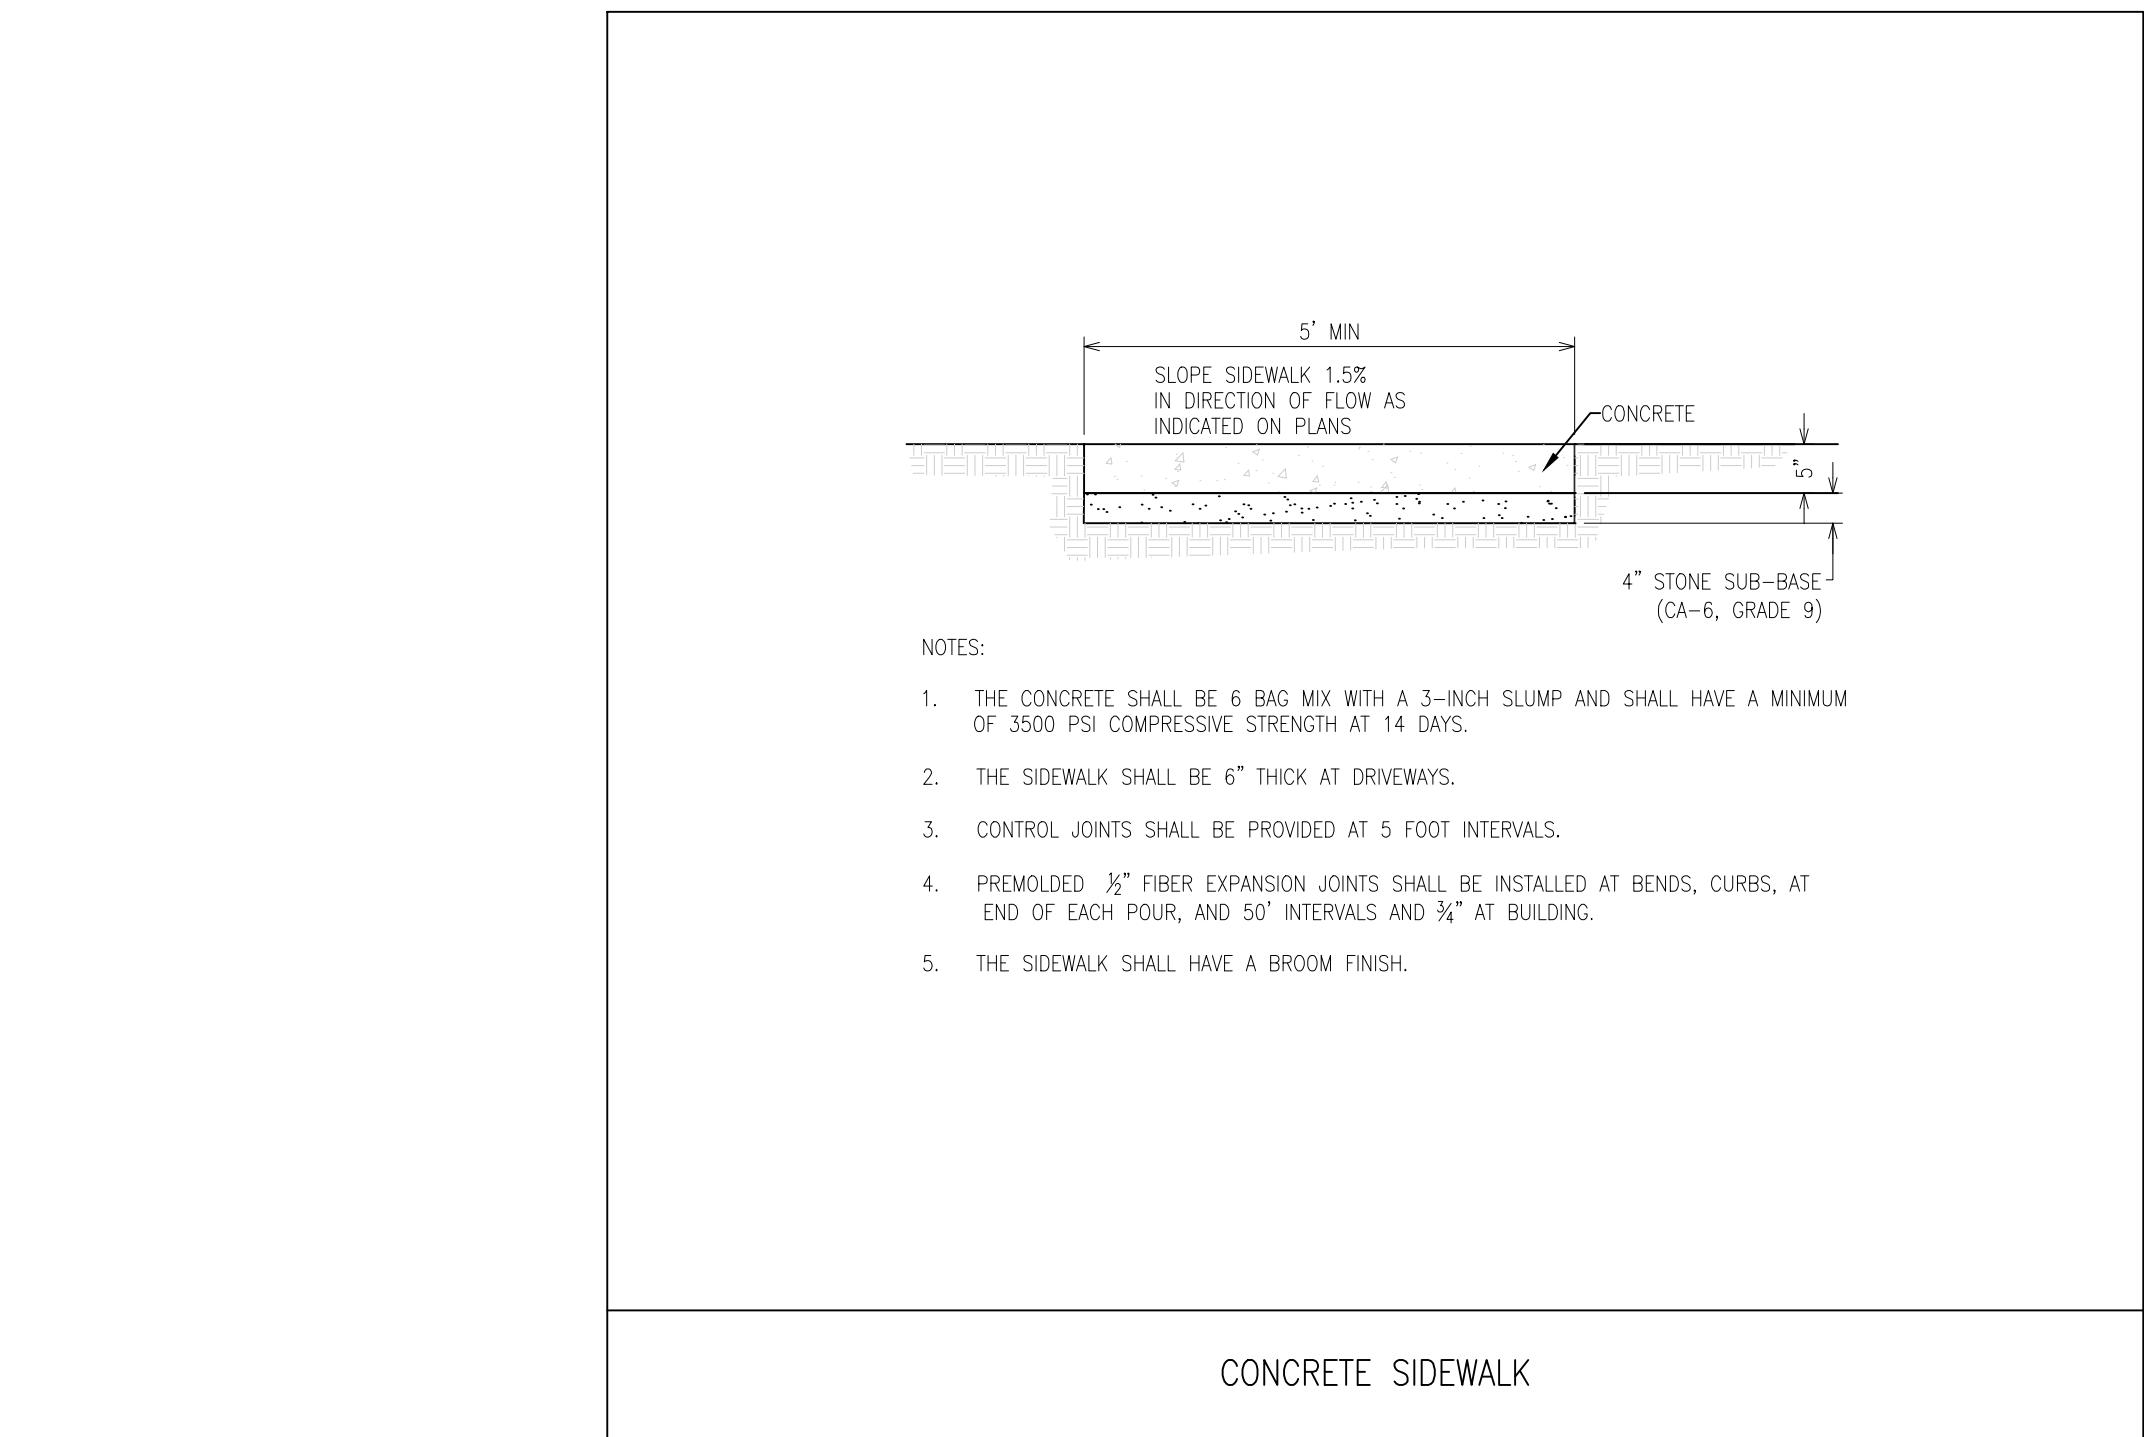 5' MIN
SLOPE SIDEWALK 1.5%
IN DIRECTION OF FLOW AS
INDICATED ON PLANS
CONCRETE
5"
4" STONE SUB-BASE
(CA-6, GRADE 9)
NOTES:
1. THE CONCRETE SHALL BE 6 BAG MIX WITH A 3-INCH SLUMP AND SHALL HAVE A MINIMUM
OF 3500 PSI COMPRESSIVE STRENGTH AT 14 DAYS.
2. THE SIDEWALK SHALL BE 6" THICK AT DRIVEWAYS.
3. CONTROL JOINTS SHALL BE PROVIDED AT 5 FOOT INTERVALS.
4. PREMOLDED ½" FIBER EXPANSION JOINTS SHALL BE INSTALLED AT BENDS, CURBS, AT
END OF EACH POUR, AND 50' INTERVALS AND ¾" AT BUILDING.
5. THE SIDEWALK SHALL HAVE A BROOM FINISH.
CONCRETE SIDEWALK